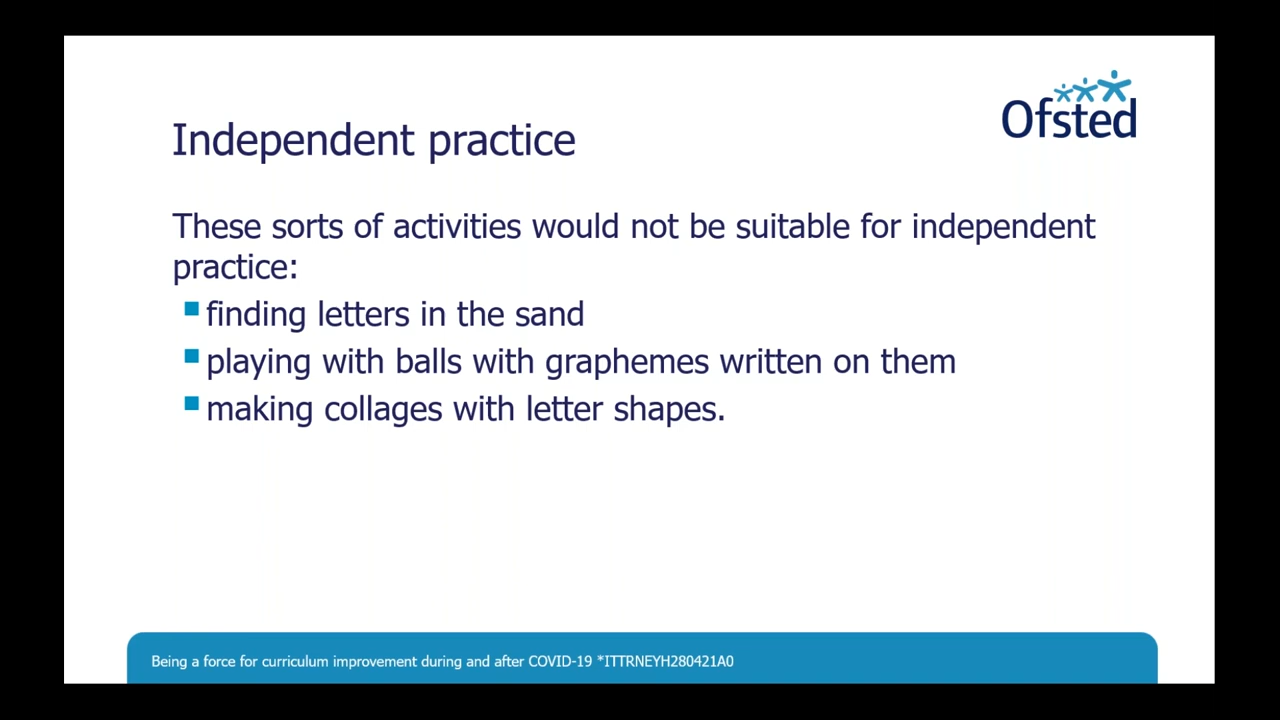 Ofsted
Independent practice
These sorts of activities would not be suitable for independent
practice:
finding letters in the sand
playing with balls with graphemes written on them
making collages with letter shapes.
Being a force for curriculum improvement during and after COVID-19 *ITTRNEYH280421A0